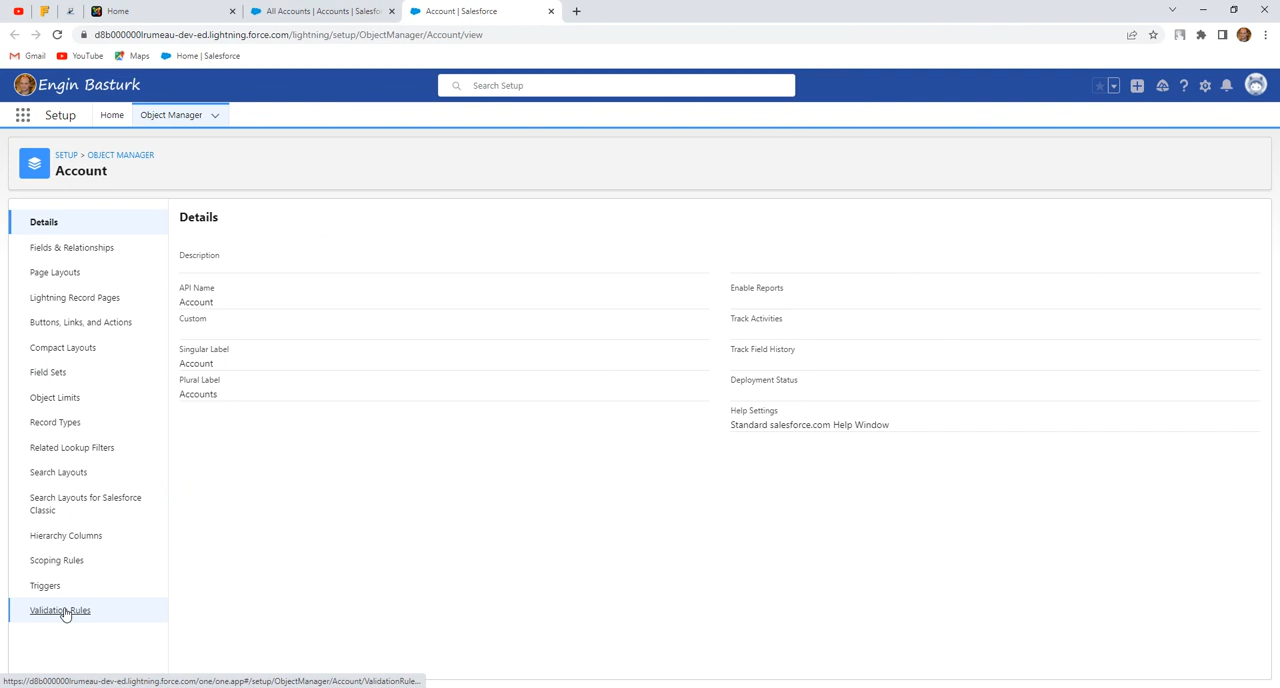 Home
All Accounts | Accounts | Salesfo
Account | Salesforce
d8b000000lrumeau-dev-ed.lightning.force.com/lightning/setup/ObjectManager/Account/view
Gmail
YouTube
Maps
Home | Salesforce
Engin Basturk
Search Setup
Setup
Home
Object Manager
SETUP > OBJECT MANAGER
Account
Details
Fields & Relationships
Page Layouts
Lightning Record Pages
Buttons, Links, and Actions
Compact Layouts
Field Sets
Object Limits
Record Types
Related Lookup Filters
Search Layouts
Search Layouts for Salesforce
Classic
Hierarchy Columns
Scoping Rules
Triggers
Validation Rules
Details
Description
API Name
Account
Custom
Singular Label
Account
Plural Label
Accounts
Enable Reports
Track Activities
Track Field History
Deployment Status
Help Settings
Standard salesforce.com Help Window
https://d8b000000lrumeau-dev-ed.lightning.force.com/one/one.app#/setup/ObjectManager/Account/ValidationRule...